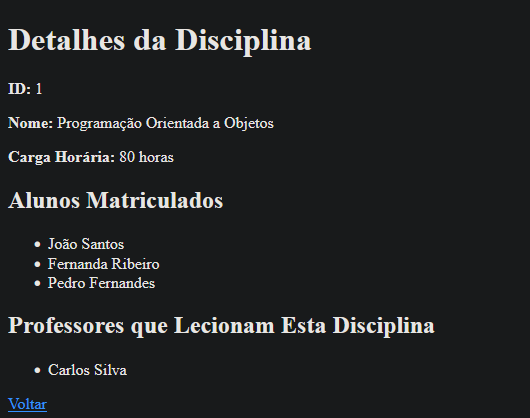 Detalhes da Disciplina
ID: 1
Nome: Programação Orientada a Objetos
Carga Horária: 80 horas
Alunos Matriculados
João Santos
Fernanda Ribeiro
Pedro Fernandes
Professores que Lecionam Esta Disciplina
Carlos Silva
Voltar